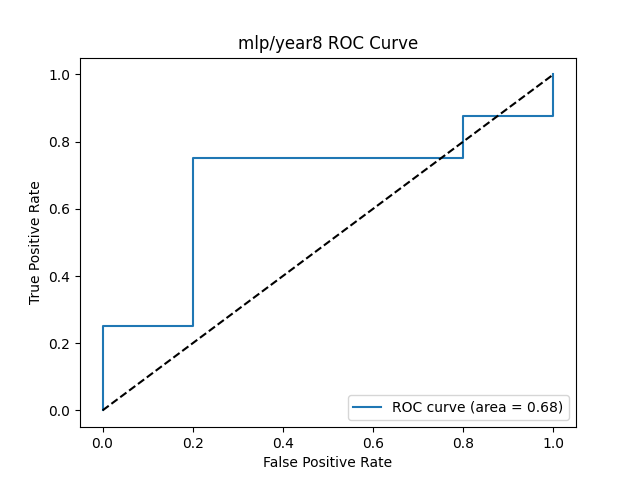 mlp/year8 ROC Curve
True Positive Rate
1.0
0.8
0.6
0.4
0.2
0.0
ROC curve (area = 0.68)
0.0 0.2 0.4 0.6 0.8 1.0
False Positive Rate